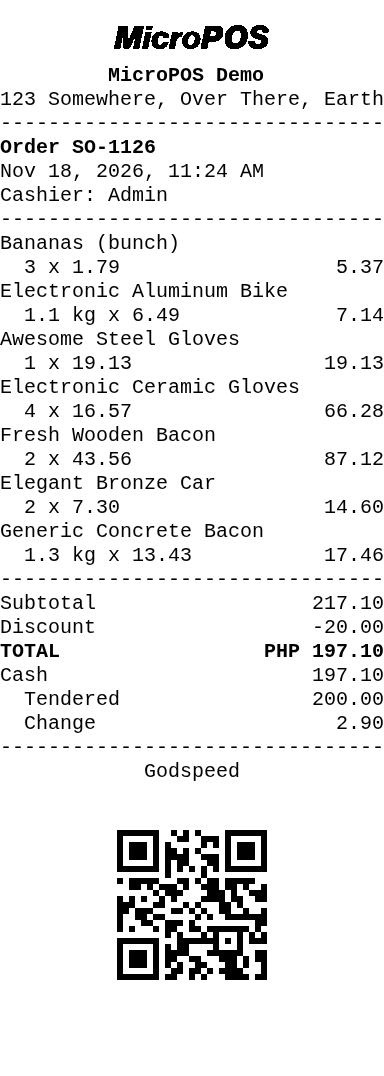 MicroPOS
MicroPOS Demo
123 Somewhere, Over There, Earth
--------------------------------
Order SO-1126
Nov 18, 2026, 11:24 AM
Cashier: Admin
--------------------------------
Bananas (bunch)
  3 x 1.79                  5.37
Electronic Aluminum Bike
  1.1 kg x 6.49             7.14
Awesome Steel Gloves
  1 x 19.13                19.13
Electronic Ceramic Gloves
  4 x 16.57                66.28
Fresh Wooden Bacon
  2 x 43.56                87.12
Elegant Bronze Car
  2 x 7.30                 14.60
Generic Concrete Bacon
  1.3 kg x 13.43           17.46
--------------------------------
Subtotal                  217.10
Discount                  -20.00
TOTAL                 PHP 197.10
Cash                      197.10
  Tendered                200.00
  Change                    2.90
--------------------------------
Godspeed